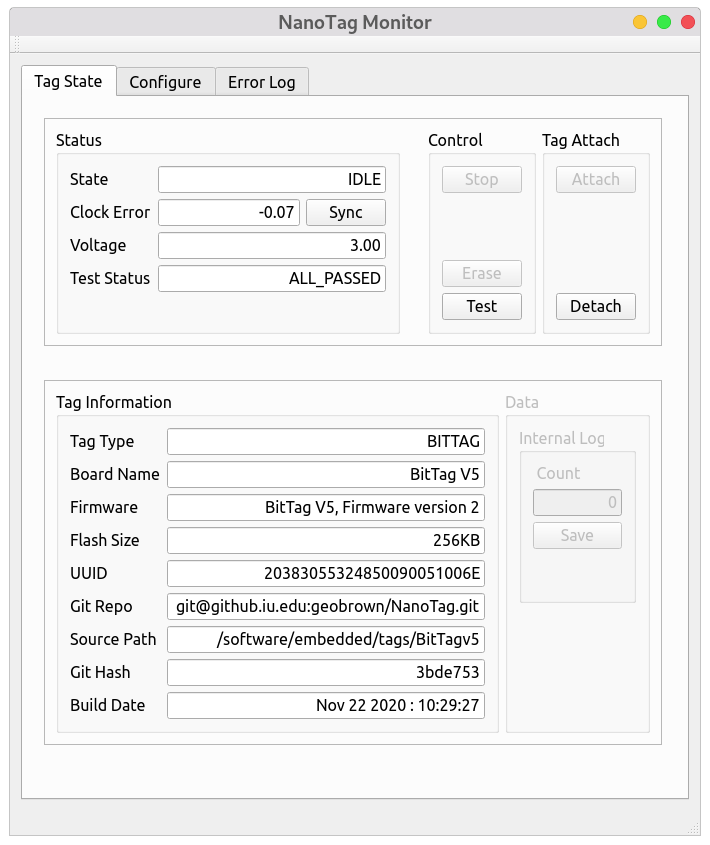 NanoTag Monitor
Tag State Configure Error Log
Status
State IDLE
Clock Error -0.07 Sync
Voltage 3.00
Test Status ALL_PASSED
Control
Stop
Erase
Test
Tag Attach
Attach
Detach
Tag Information
Tag Type BITTAG
Board Name BitTag V5
Firmware BitTag V5, Firmware version 2
Flash Size 256KB
UUID 20383055324850090051006E
Git Repo git@github.iu.edu:geobrown/NanoTag.git
Source Path /software/embedded/tags/BitTagv5
Git Hash 3bde753
Build Date Nov 22 2020 : 10:29:27
Data
Internal Log
Count
0
Save